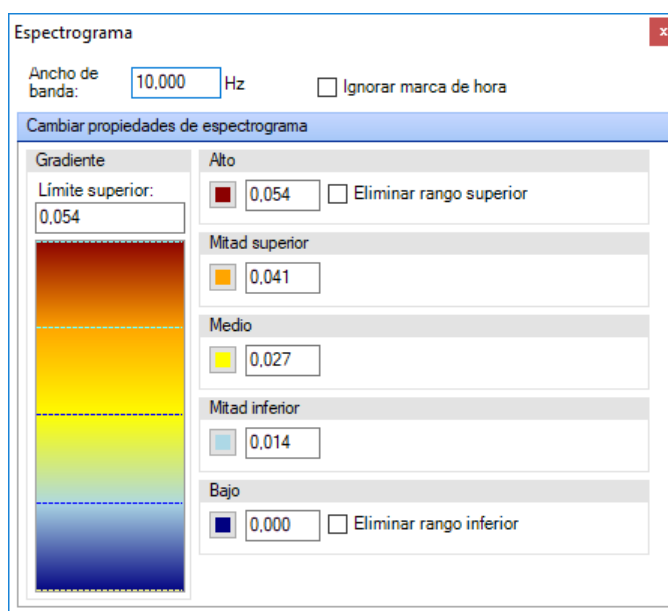 Espectrograma
x
Ancho de
banda:
10,000
Hz
Ignorar marca de hora
Cambiar propiedades de espectrograma
Gradiente
Límite superior:
0,054
Alto
0,054
Eliminar rango superior
Mitad superior
0,041
Medio
0,027
Mitad inferior
0,014
Bajo
0,000
Eliminar rango inferior